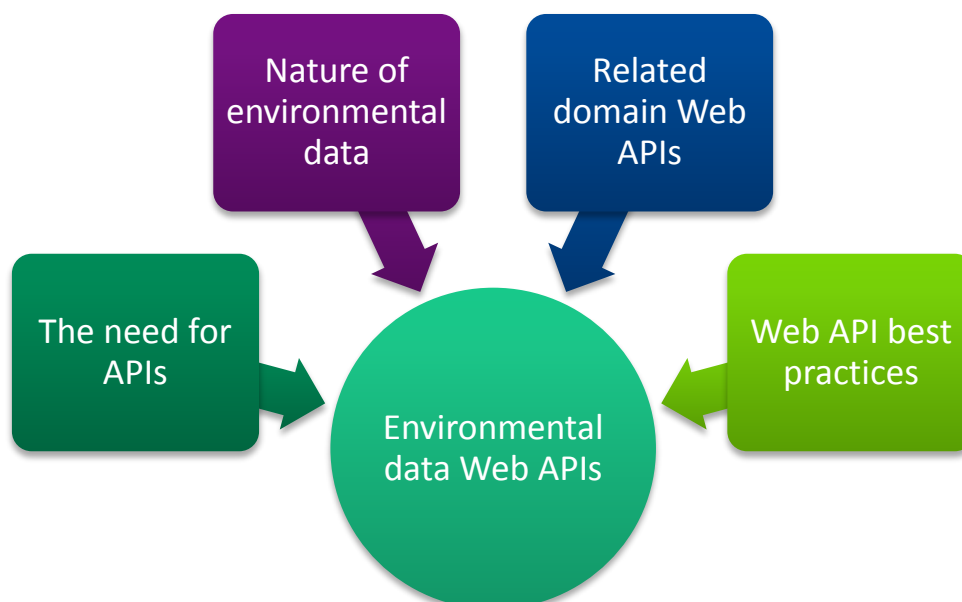 Nature of
environmental
data
Related
domain Web
APIs
The need for
APIs
Web API best
practices
Environmental
data Web APIs